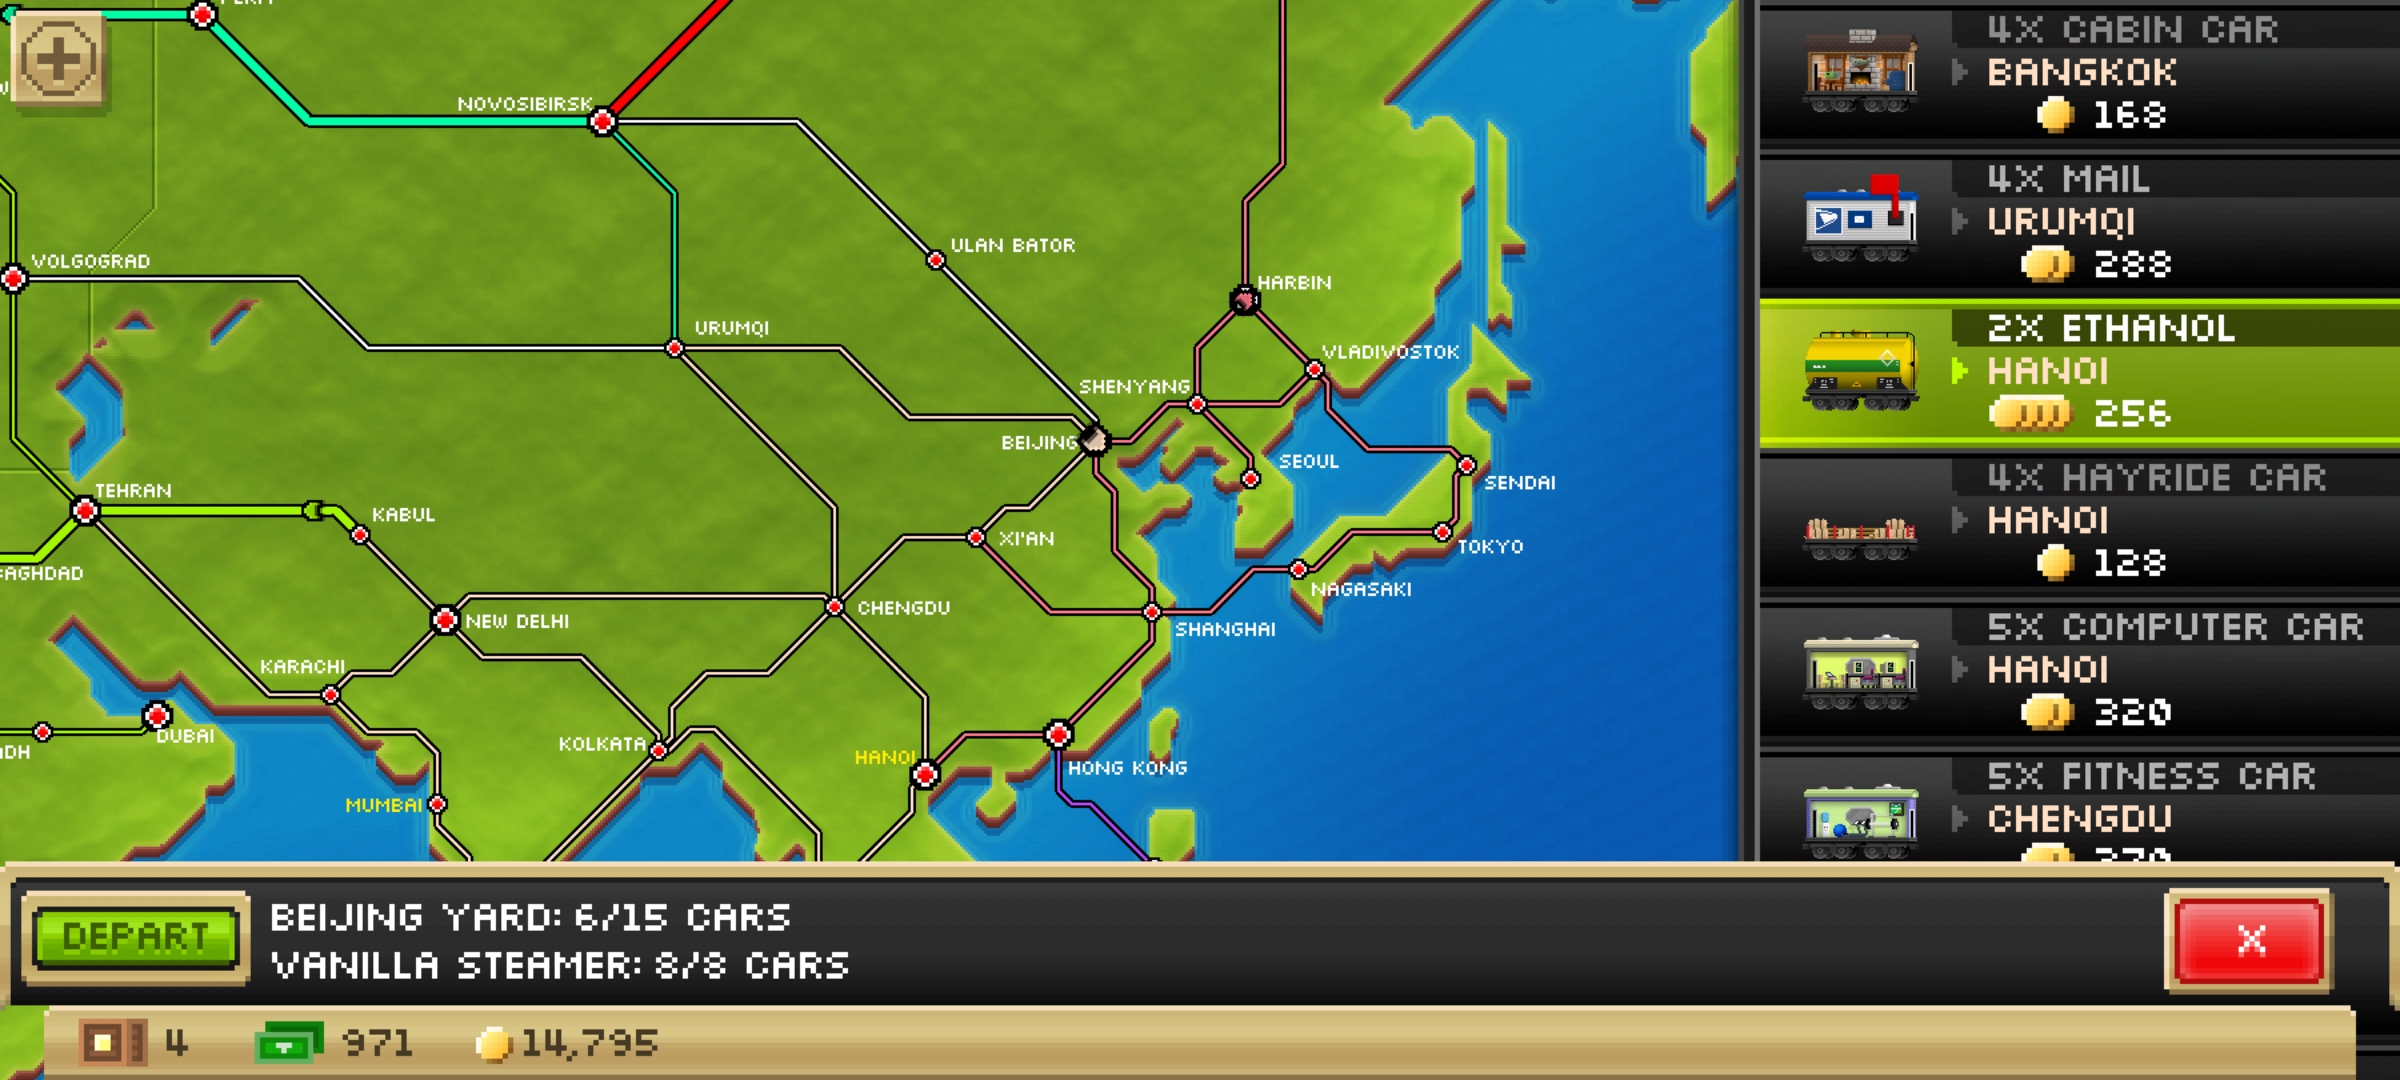 NOVOSIBIRSK
ULAN BATOR
VOLGOGRAD
HARBIN
URUMQI
VLADIVOSTOK
SHENYANG
BEIJING
SEOUL
SENDAI
TEHRAN
KABUL
XI'AN
TOKYO
AGHDAD
NAGASAKI
CHENGDU
NEW DELHI
SHANGHAI
KARACHI
DUBAI
KOLKATA
ADH
HANOI
HONG KONG
MUMBAI
4X CABIN CAR
BANGKOK
168
4X MAIL
URUMQI
288
2X ETHANOL
HANOI
256
4X HAYRIDE CAR
HANOI
128
5X COMPUTER CAR
HANOI
320
5X FITNESS CAR
CHENGDU
DEPART
BEIJING YARD: 6/15 CARS
VANILLA STEAMER: 8/8 CARS
X
4
971
14,795